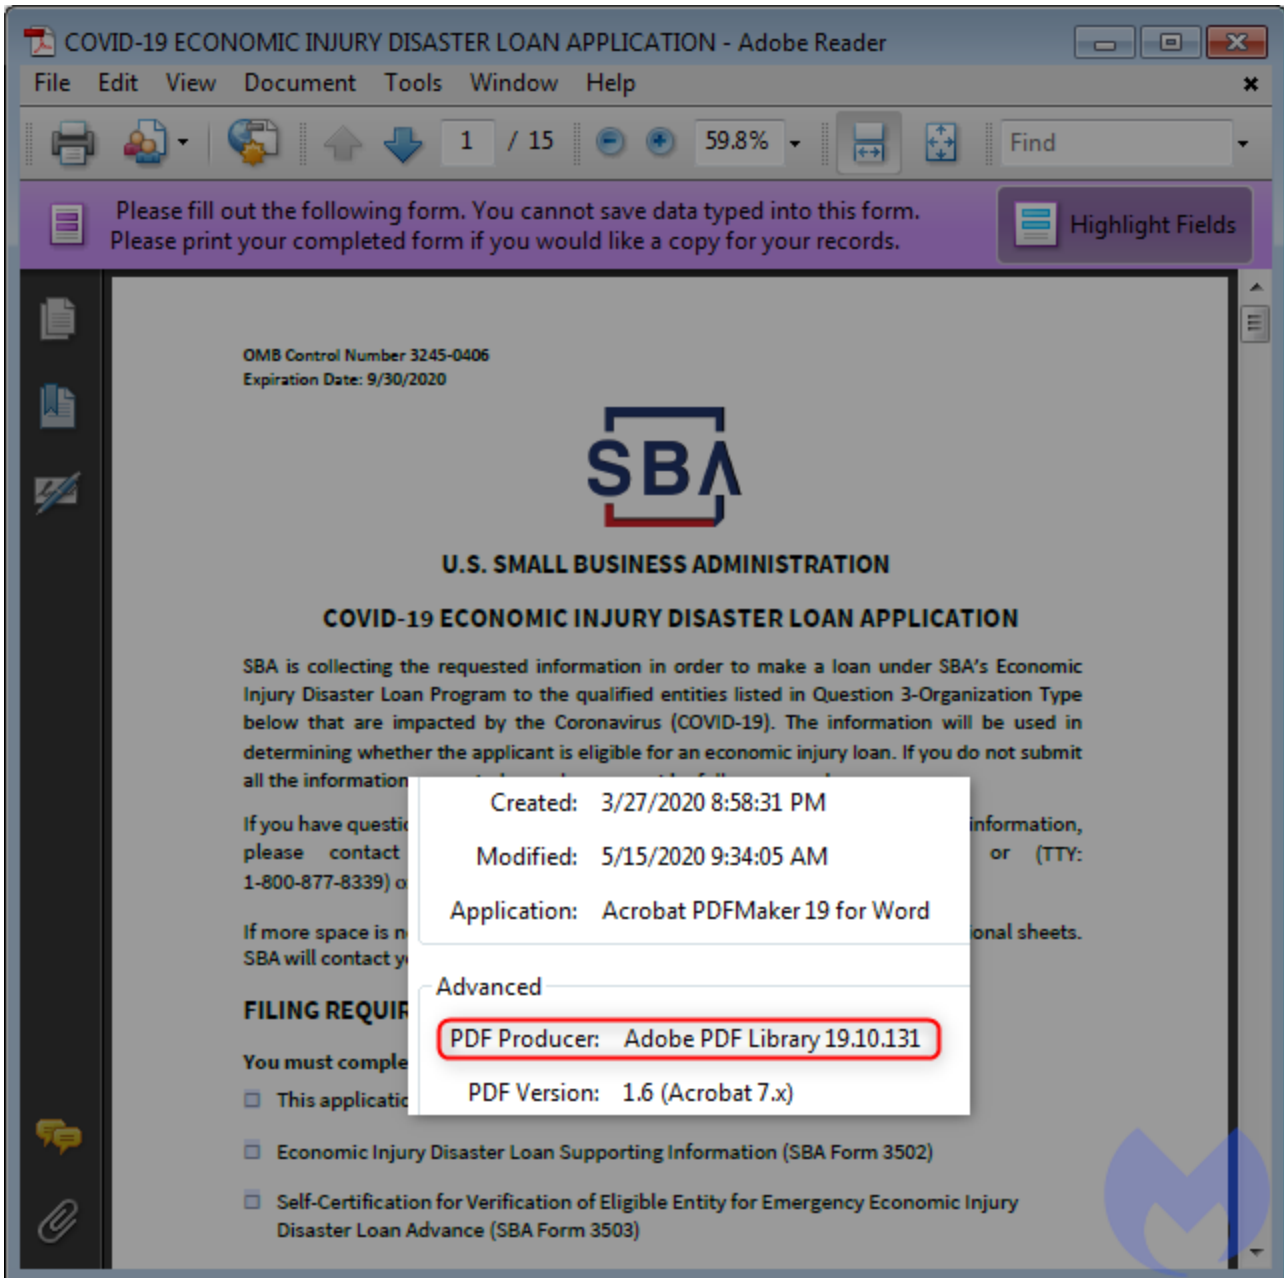 COVID-19 ECONOMIC INJURY DISASTER LOAN APPLICATION - Adobe Reader
File Edit View Document Tools Window Help
1 / 15 59.8% Find
Please fill out the following form. You cannot save data typed into this form.
Please print your completed form if you would like a copy for your records.
Highlight Fields
OMB Control Number 3245-0406
Expiration Date: 9/30/2020
SBA
U.S. SMALL BUSINESS ADMINISTRATION
COVID-19 ECONOMIC INJURY DISASTER LOAN APPLICATION
SBA is collecting the requested information in order to make a loan under SBA's Economic
Injury Disaster Loan Program to the qualified entities listed in Question 3-Organization Type
below that are impacted by the Coronavirus (COVID-19). The information will be used in
determining whether the applicant is eligible for an economic injury loan. If you do not submit
all the information
If you have questio information,
please contact or (TTY:
1-800-877-8339) o
If more space is n onal sheets.
SBA will contact y
FILING REQUIR
You must comple
This applicatio
Created: 3/27/2020 8:58:31 PM
Modified: 5/15/2020 9:34:05 AM
Application: Acrobat PDFMaker 19 for Word
Advanced
PDF Producer: Adobe PDF Library 19.10.131
PDF Version: 1.6 (Acrobat 7.x)
Economic Injury Disaster Loan Supporting Information (SBA Form 3502)
Self-Certification for Verification of Eligible Entity for Emergency Economic Injury
Disaster Loan Advance (SBA Form 3503)